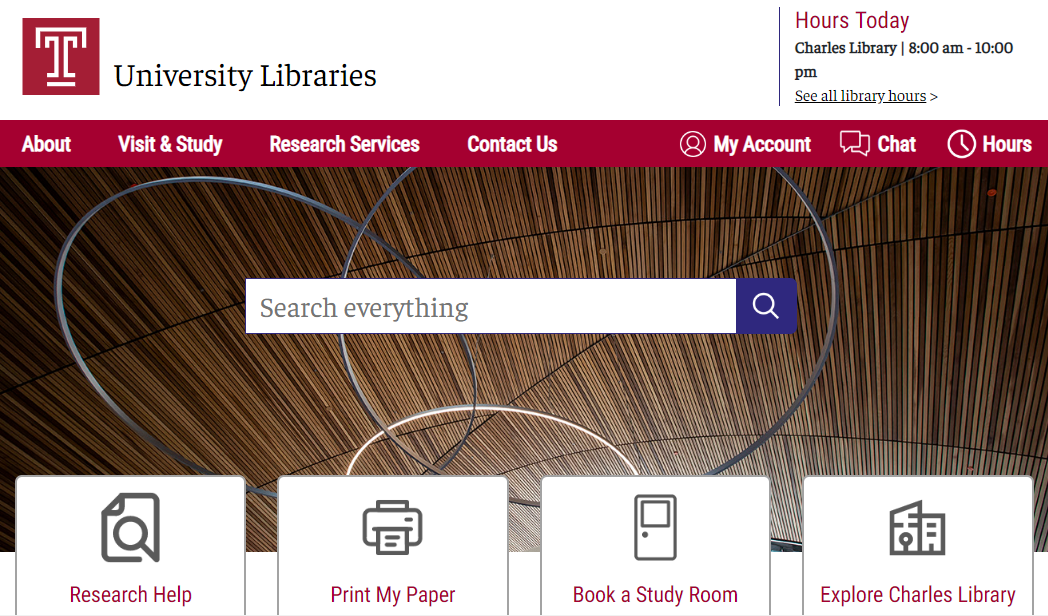 T
University Libraries
Hours Today
Charles Library | 8:00 am - 10:00
pm
See all library hours >
About
Visit & Study
Research Services
Contact Us
My Account
Chat
Hours
Search everything
Research Help
Print My Paper
Book a Study Room
Explore Charles Library